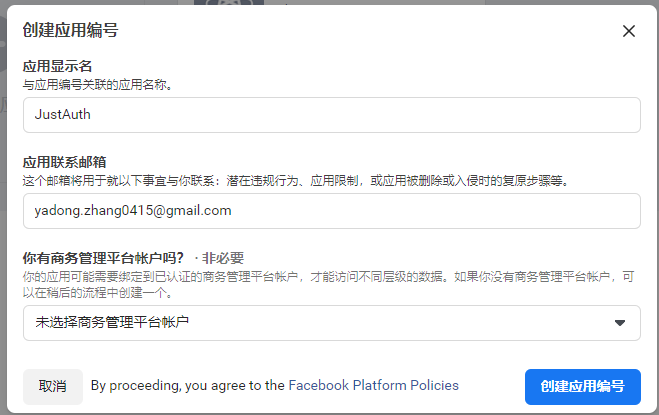 创建应用编号
应用显示名
与应用编号关联的应用名称。
JustAuth
应用联系邮箱
这个邮箱将用于就以下事宜与你联系：潜在违规行为、应用限制，或应用被删除或入侵时的复原步骤等。
yadong.zhang0415@gmail.com
你有商务管理平台帐户吗？ · 非必要
你的应用可能需要绑定到已认证的商务管理平台帐户，才能访问不同层级的数据。如果你没有商务管理平台帐户，可
以在稍后的流程中创建一个。
未选择商务管理平台帐户
取消 By proceeding, you agree to the Facebook Platform Policies 创建应用编号